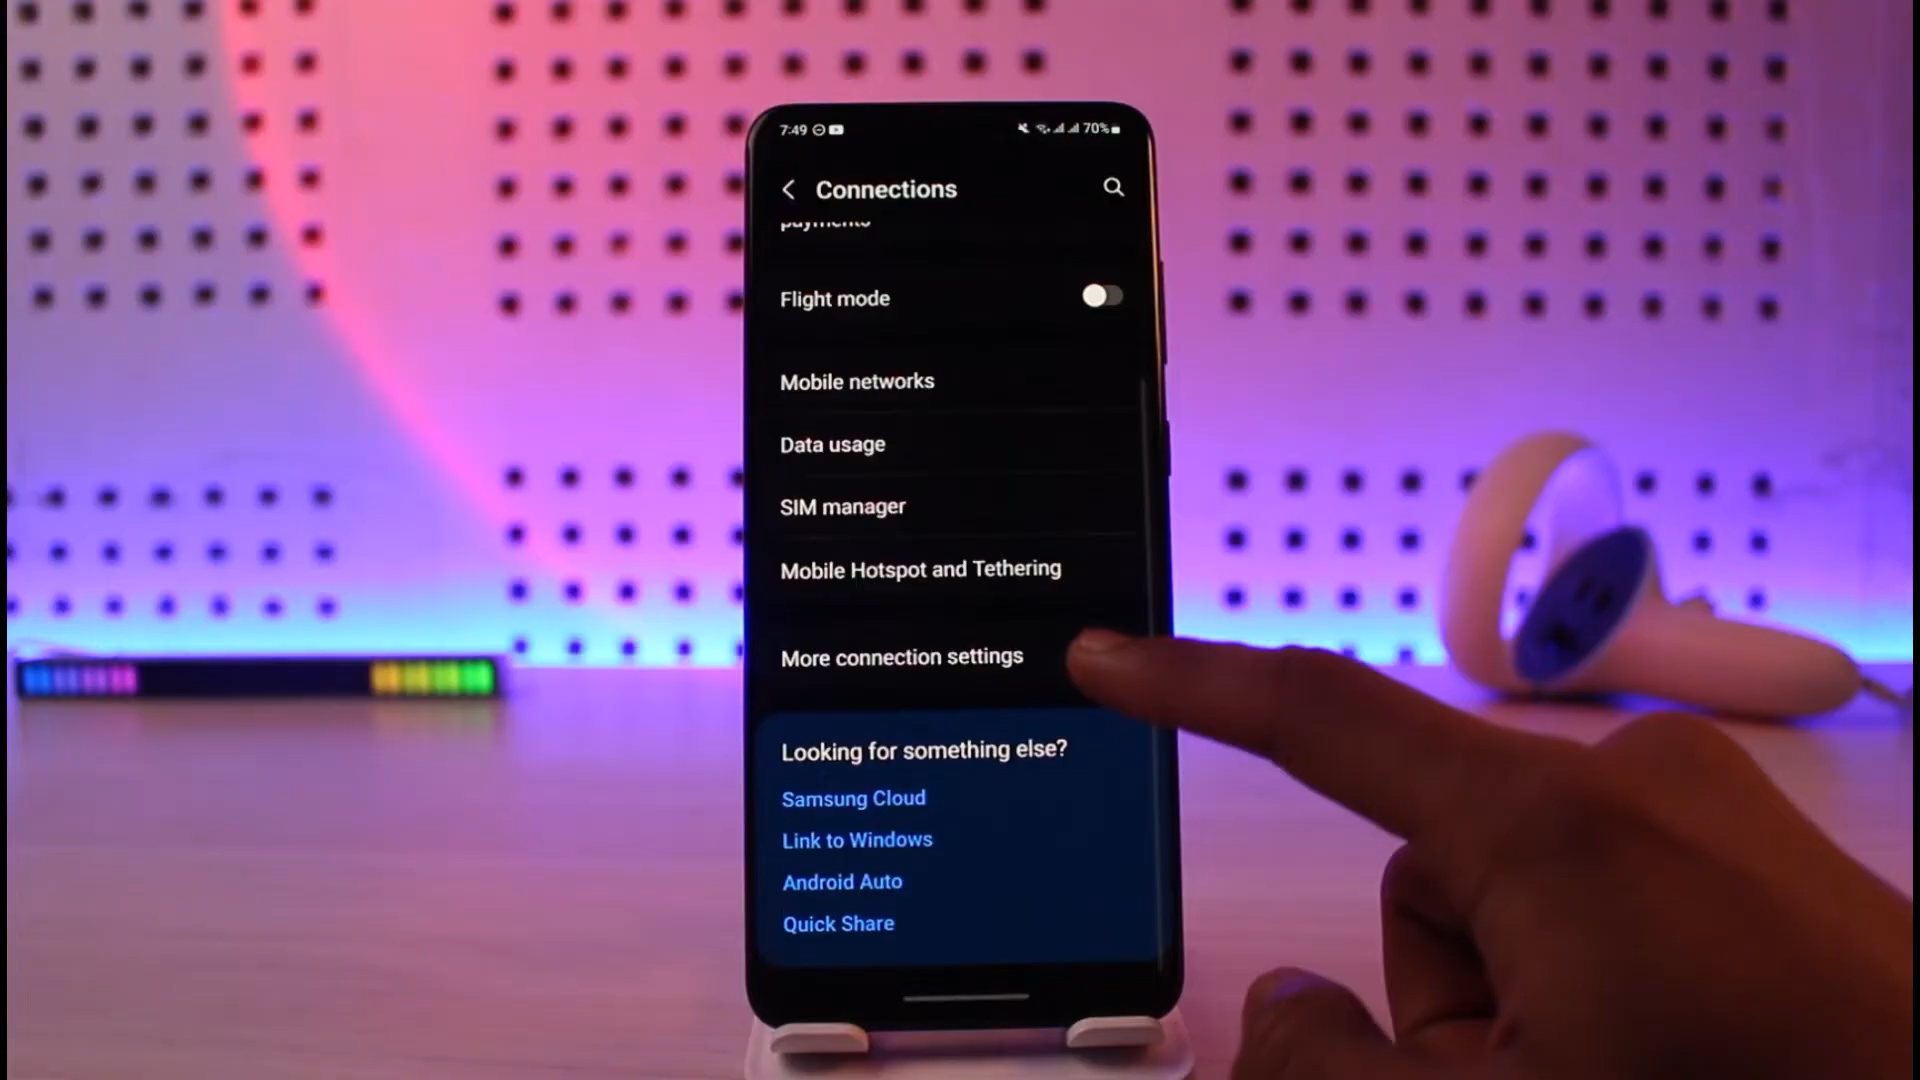 7:49
70%
Connections
payments
Flight mode
Mobile networks
Data usage
SIM manager
Mobile Hotspot and Tethering
More connection settings
Looking for something else?
Samsung Cloud
Link to Windows
Android Auto
Quick Share